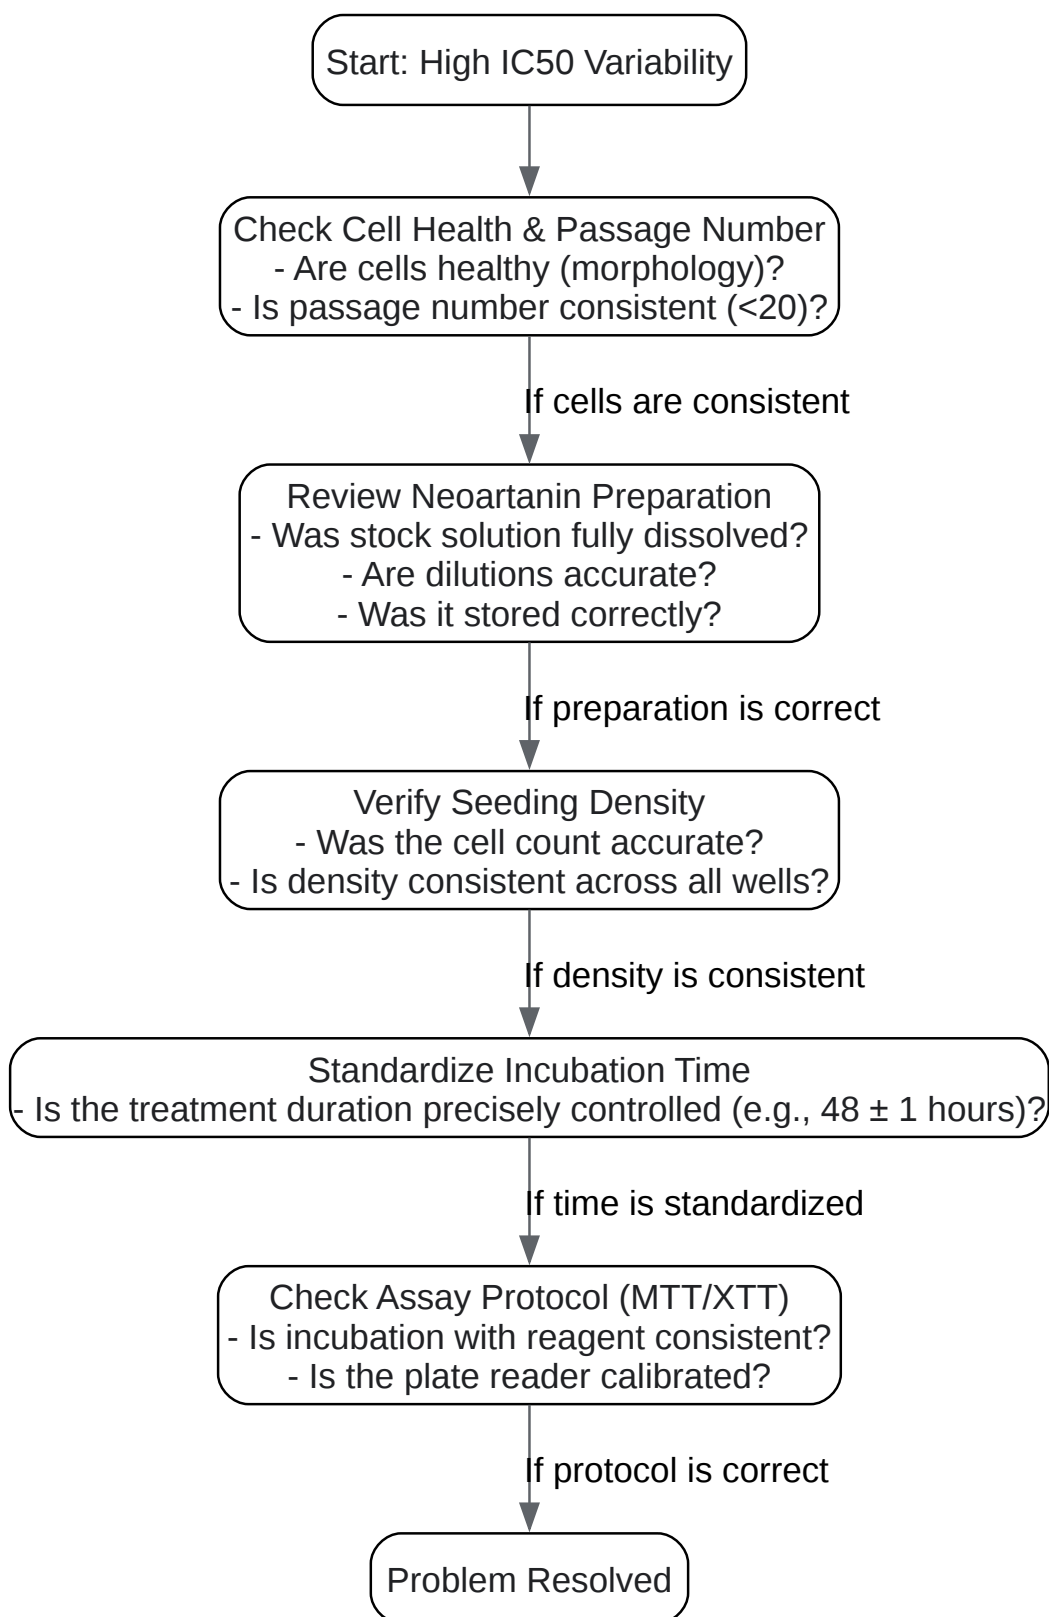 Start: High IC50 Variability
Check Cell Health & Passage Number
- Are cells healthy (morphology)?
- Is passage number consistent (<20)?
If cells are consistent
Review Neoartanin Preparation
- Was stock solution fully dissolved?
- Are dilutions accurate?
- Was it stored correctly?
If preparation is correct
Verify Seeding Density
- Was the cell count accurate?
- Is density consistent across all wells?
If density is consistent
Standardize Incubation Time
- Is the treatment duration precisely controlled (e.g., 48 ± 1 hours)?
If time is standardized
Check Assay Protocol (MTT/XTT)
- Is incubation with reagent consistent?
- Is the plate reader calibrated?
If protocol is correct
Problem Resolved